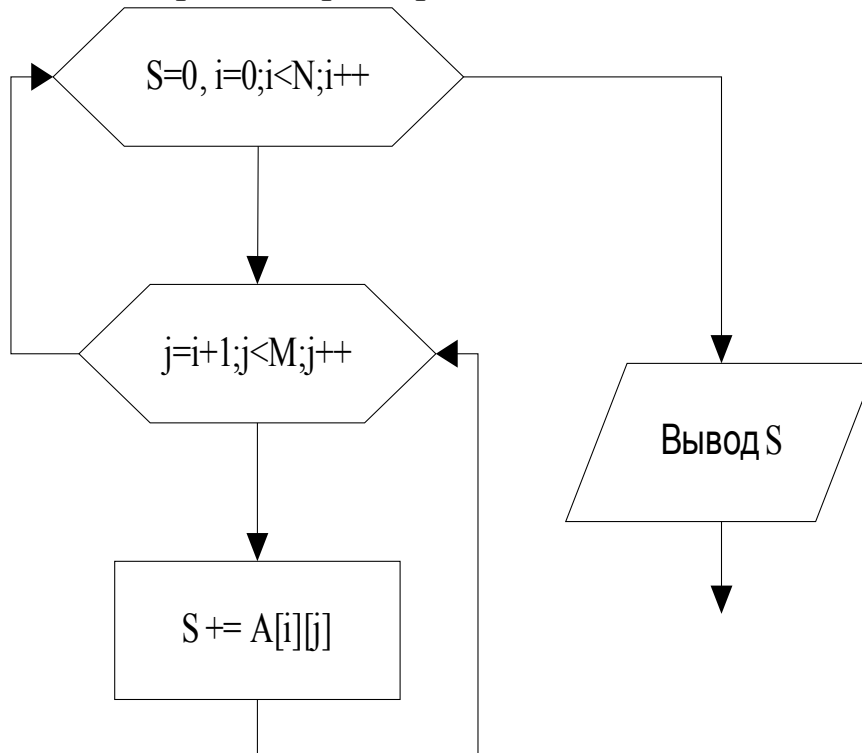 S=0, i=0;i<N;i++
j=i+1;j<M;j++
Вывод S
S += A[i][j]